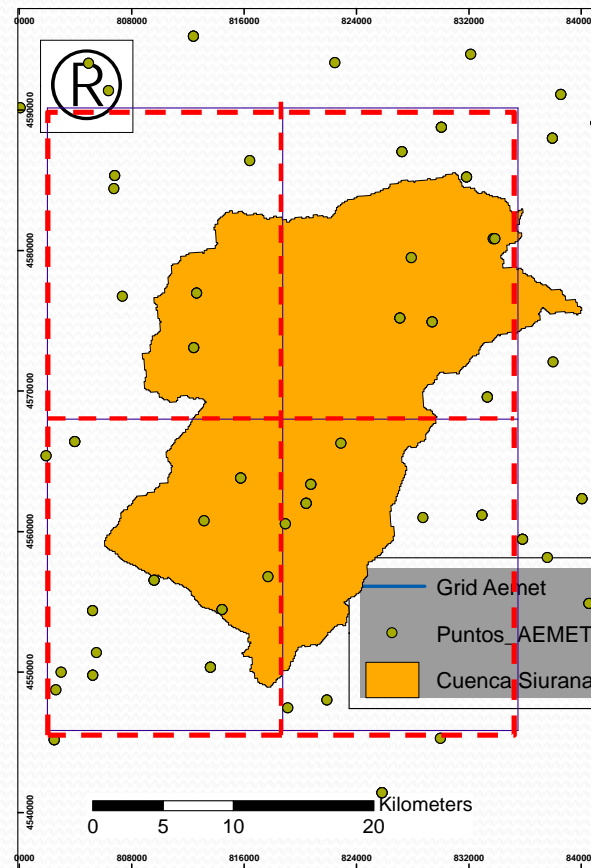 0000 808000 816000 824000 832000 84000
R
4590000
4580000
4570000
4560000
4550000
4540000
Grid Aemet
Puntos_AEMET
Cuenca Siurana
Kilometers
0 5 10 20
0000 808000 816000 824000 832000 84000